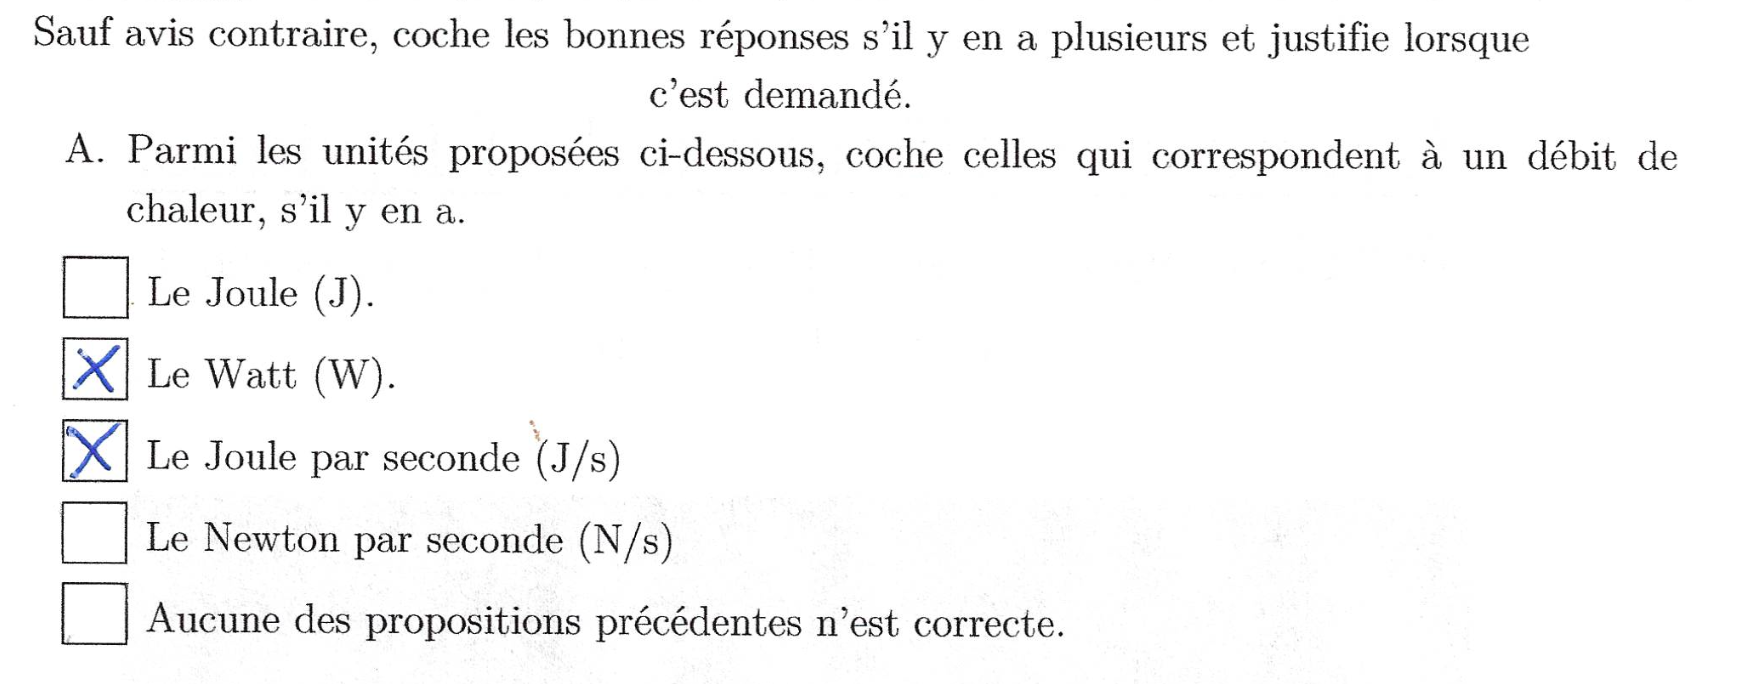 Sauf avis contraire, coche les bonnes réponses s'il y en a plusieurs et justifie lorsque
c'est demandé.
A. Parmi les unités proposées ci-dessous, coche celles qui correspondent à un débit de
chaleur, s'il y en a.
Le Joule (J).
X Le Watt (W).
X Le Joule par seconde (J/s)
Le Newton par seconde (N/s)
Aucune des propositions précédentes n'est correcte.